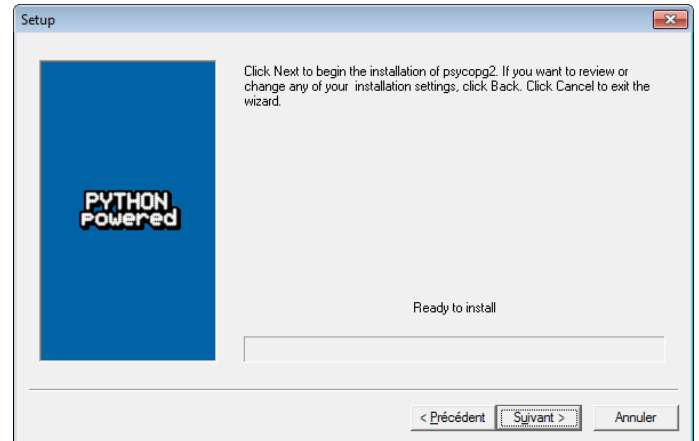 Setup
Click Next to begin the installation of psycopg2. If you want to review or
change any of your  installation settings, click Back. Click Cancel to exit the
wizard.
PYTHON
Powered
Ready to install
< Précédent
Suivant >
Annuler